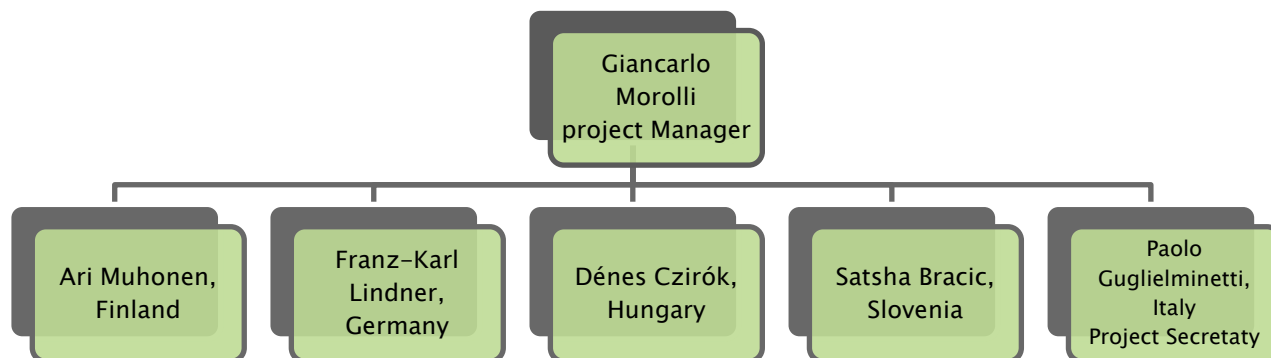 Giancarlo
Morolli
project Manager
Ari Muhonen,
Finland
Franz-Karl
Lindner,
Germany
Dénes Czirók,
Hungary
Satsha Bracic,
Slovenia
Paolo
Guglielminetti,
Italy
Project Secretaty